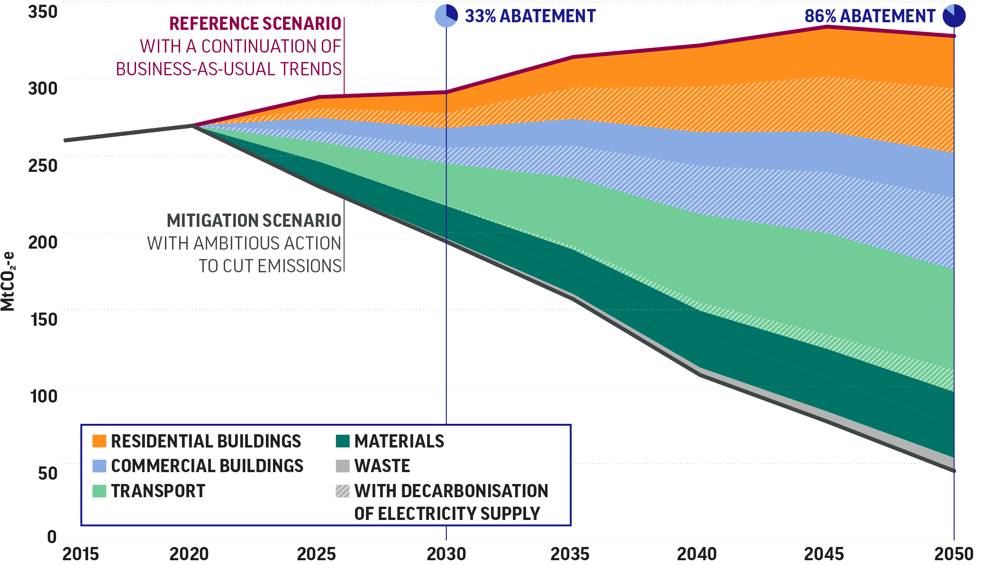 350
300
250
200
150
100
50
0
MtCO₂-e
REFERENCE SCENARIO
WITH A CONTINUATION OF
BUSINESS-AS-USUAL TRENDS
33% ABATEMENT
86% ABATEMENT
MITIGATION SCENARIO
WITH AMBITIOUS ACTION
TO CUT EMISSIONS
RESIDENTIAL BUILDINGS
COMMERCIAL BUILDINGS
TRANSPORT
MATERIALS
WASTE
WITH DECARBONISATION
OF ELECTRICITY SUPPLY
2015 2020 2025 2030 2035 2040 2045 2050